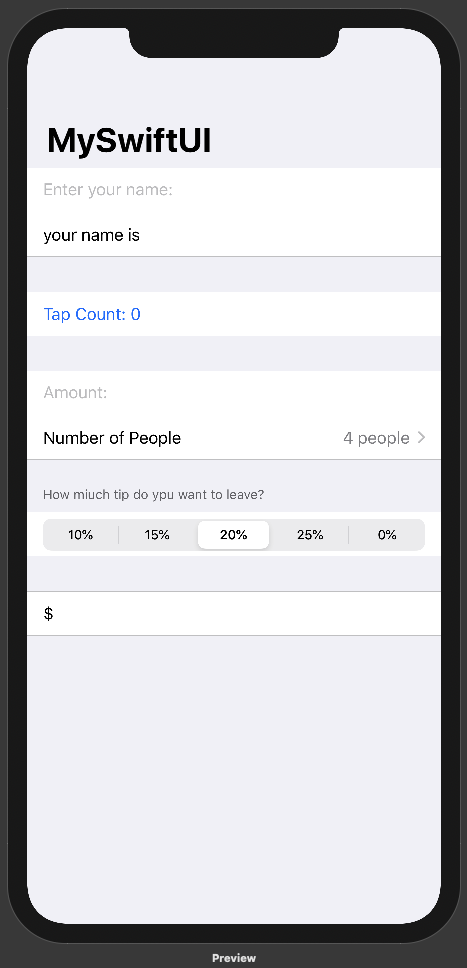 MySwiftUI
Enter your name:
your name is
Tap Count: 0
Amount:
Number of People 4 people
How miuch tip do ypu want to leave?
10% 15% 20% 25% 0%
$
Preview